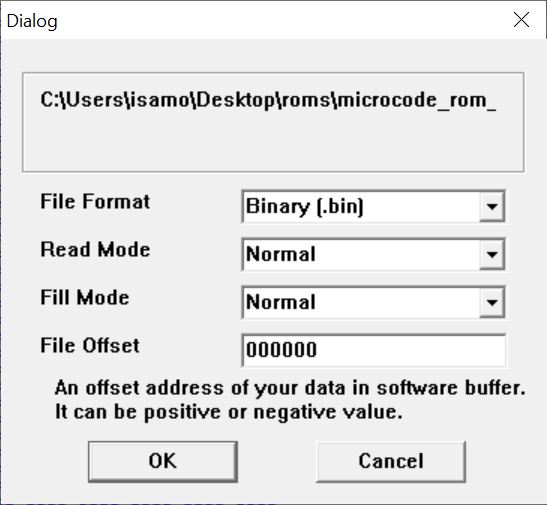 Dialog
C:\Users\isamo\Desktop\roms\microcode_rom_
File Format
Binary (.bin)
Read Mode
Normal
Fill Mode
Normal
File Offset
000000
An offset address of your data in software buffer.
It can be positive or negative value.
OK
Cancel